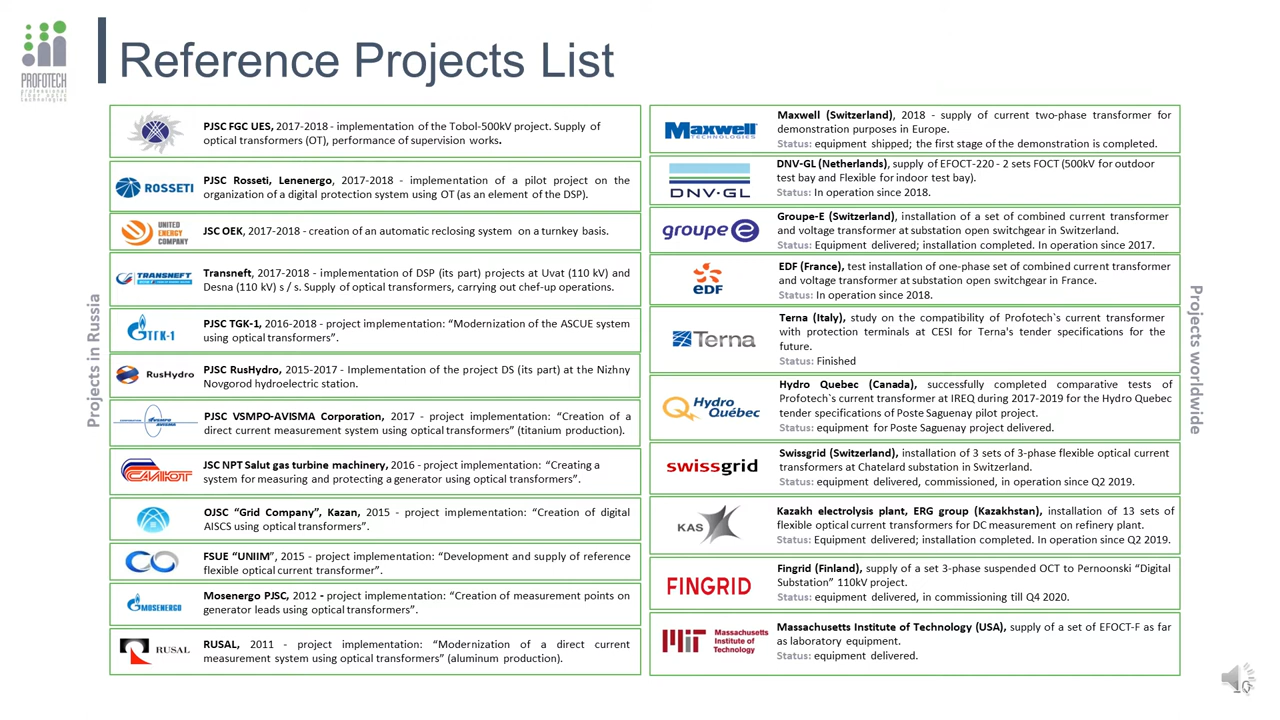 PROFOTECH
professional
fiber optic
technologies
Reference Projects List
Projects in Russia
PJSC FGC UES, 2017-2018 - implementation of the Tobol-500kV project. Supply of
optical transformers (OT), performance of supervision works.
ROSSETI
PJSC Rosseti, Lenenergo, 2017-2018 - implementation of a pilot project on the
organization of a digital protection system using OT (as an element of the DSP).
UNITED
ENERGY
COMPANY
JSC OEK, 2017-2018 - creation of an automatic reclosing system on a turnkey basis.
TRANSNEFT
Transneft, 2017-2018 - implementation of DSP (its part) projects at Uvat (110 kV) and
Desna (110 kV) s / s. Supply of optical transformers, carrying out chef-up operations.
ТГК-1
PJSC TGK-1, 2016-2018 - project implementation: “Modernization of the ASCUE system
using optical transformers”.
RusHydro
PJSC RusHydro, 2015-2017 - Implementation of the project DS (its part) at the Nizhny
Novgorod hydroelectric station.
PJSC VSMPO-AVISMA Corporation, 2017 - project implementation: “Creation of a
direct current measurement system using optical transformers” (titanium production).
САЛЮТ
JSC NPT Salut gas turbine machinery, 2016 - project implementation: “Creating a
system for measuring and protecting a generator using optical transformers”.
OJSC “Grid Company”, Kazan, 2015 - project implementation: “Creation of digital
AISCS using optical transformers”.
FSUE “UNIIM”, 2015 - project implementation: “Development and supply of reference
flexible optical current transformer”.
MOSENERGO
Mosenergo PJSC, 2012 - project implementation: “Creation of measurement points on
generator leads using optical transformers”.
RUSAL
RUSAL, 2011 - project implementation: “Modernization of a direct current
measurement system using optical transformers” (aluminum production).
Maxwell
TECHNOLOGIES
Maxwell (Switzerland), 2018 - supply of current two-phase transformer for
demonstration purposes in Europe.
Status: equipment shipped; the first stage of the demonstration is completed.
DNV·GL
DNV-GL (Netherlands), supply of EFOCT-220 - 2 sets FOCT (500kV for outdoor
test bay and Flexible for indoor test bay).
Status: In operation since 2018.
groupe e
Groupe-E (Switzerland), installation of a set of combined current transformer
and voltage transformer at substation open switchgear in Switzerland.
Status: Equipment delivered; installation completed. In operation since 2017.
eDF
EDF (France), test installation of one-phase set of combined current transformer
and voltage transformer at substation open switchgear in France.
Status: In operation since 2018.
Terna
Terna (Italy), study on the compatibility of Profotech`s current transformer
with protection terminals at CESI for Terna's tender specifications for the
future.
Status: Finished
Hydro
Québec
Hydro Quebec (Canada), successfully completed comparative tests of
Profotech`s current transformer at IREQ during 2017-2019 for the Hydro Quebec
tender specifications of Poste Saguenay pilot project.
Status: equipment for Poste Saguenay project delivered.
swissgrid
Swissgrid (Switzerland), installation of 3 sets of 3-phase flexible optical current
transformers at Chatelard substation in Switzerland.
Status: equipment delivered, commissioned, in operation since Q2 2019.
KAS
Kazakh electrolysis plant, ERG group (Kazakhstan), installation of 13 sets of
flexible optical current transformers for DC measurement on refinery plant.
Status: Equipment delivered; installation completed. In operation since Q2 2019.
FINGRID
Fingrid (Finland), supply of a set 3-phase suspended OCT to Pernoonski “Digital
Substation” 110kV project.
Status: equipment delivered, in commissioning till Q4 2020.
Massachusetts
Institute of
Technology
Massachusetts Institute of Technology (USA), supply of a set of EFOCT-F as far
as laboratory equipment.
Status: equipment delivered.
Projects worldwide